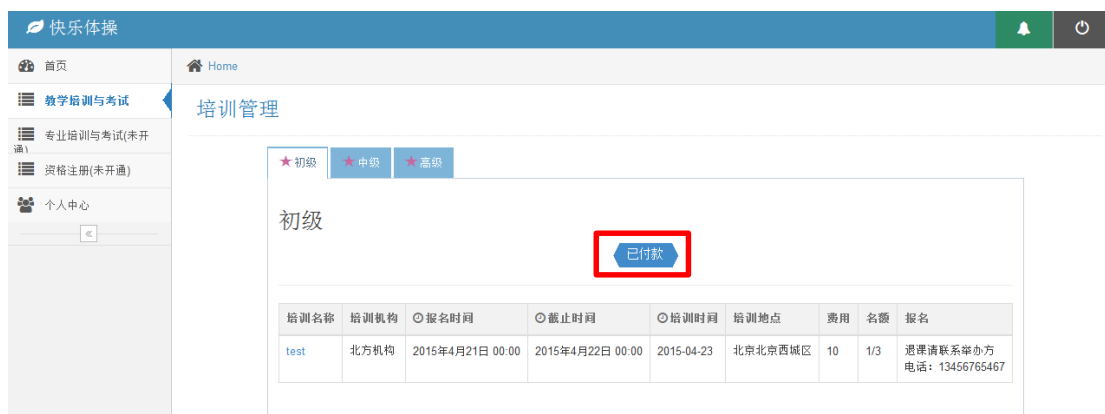 快乐体操
首页
Home
教学培训与考试
培训管理
专业培训与考试(未开
通)
资格注册(未开通)
个人中心
初级
中级
高级
初级
已付款
培训名称 培训机构 报名时间 截止时间 培训时间 培训地点 费用 名额 报名
test 北方机构 2015年4月21日 00:00 2015年4月22日 00:00 2015-04-23 北京北京西城区 10 1/3 退课请联系举办方
电话：13456765467